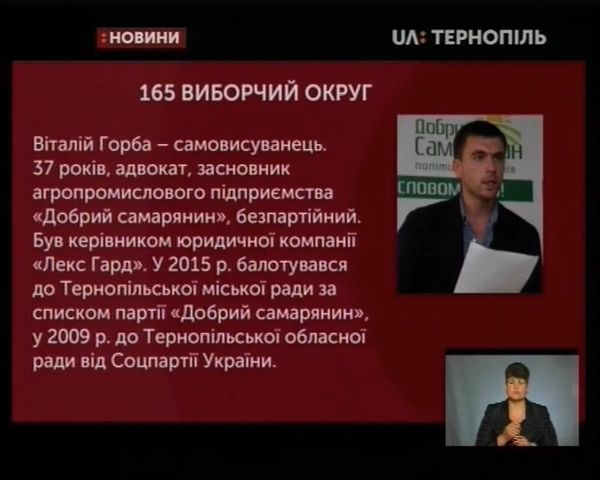 :НОВИНИ
UA: ТЕРНОПІЛЬ
165 ВИБОРЧИЙ ОКРУГ
Віталій Горба – самовисуванець.
37 років, адвокат, засновник
агропромислового підприємства
«Добрий самарянин», безпартійний.
Був керівником юридичної компанії
«Лекс Гард». У 2015 р. балотувався
до Тернопільської міської ради за
списком партії «Добрий самарянин»,
у 2009 р. до Тернопільської обласної
ради від Соцпартії України.